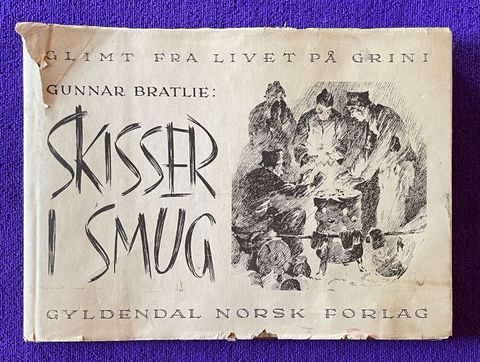 GLIMT FRA LIVET PÅ GRINI
GUNNAR BRATLIE:
SKISSER
I SMUG
GYLDENDAL NORSK FORLAG